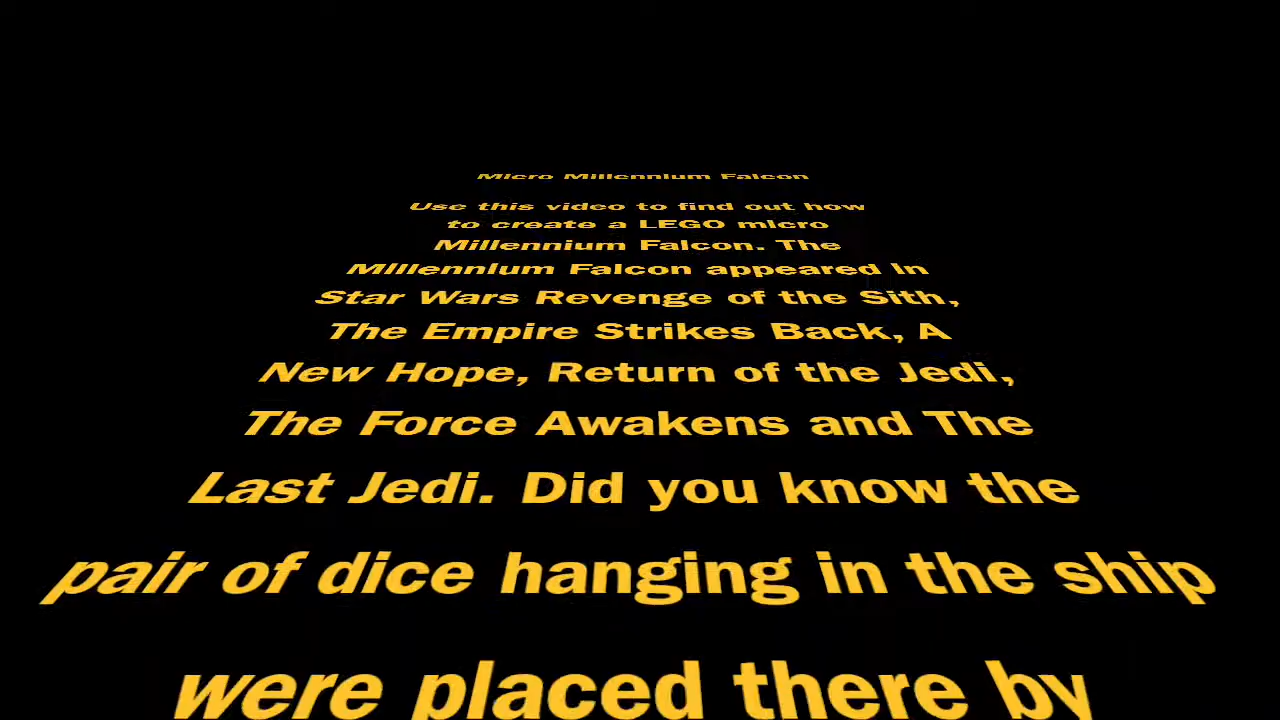 Micro Millennium Falcon
Use this video to find out how
to create a LEGO micro
Millennium Falcon. The
Millennium Falcon appeared in
Star Wars Revenge of the Sith,
The Empire Strikes Back, A
New Hope, Return of the Jedi,
The Force Awakens and The
Last Jedi. Did you know the
pair of dice hanging in the ship
were placed there by